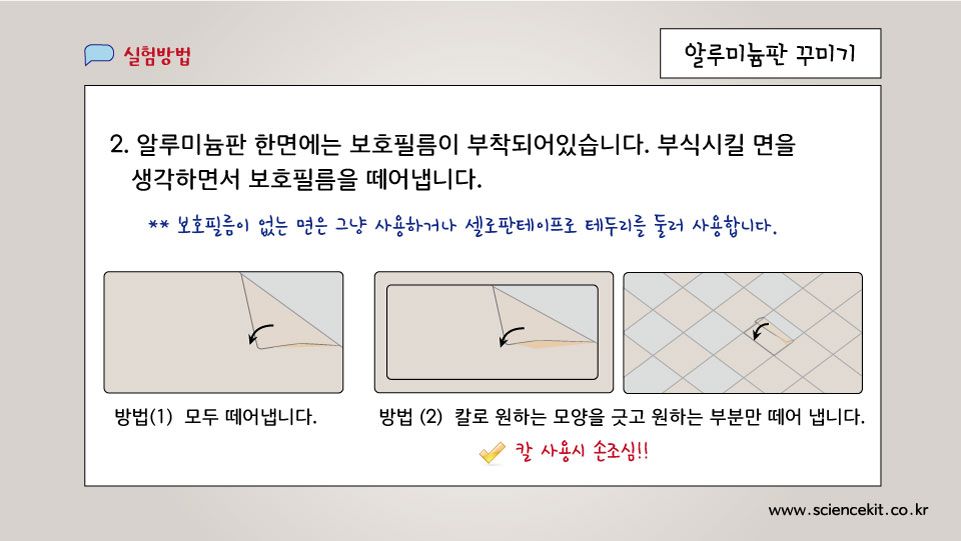 실험방법
알루미늄판 꾸미기
2. 알루미늄판 한면에는 보호필름이 부착되어있습니다. 부식시킬 면을
생각하면서 보호필름을 떼어냅니다.
** 보호필름이 없는 면은 그냥 사용하거나 셀로판테이프로 테두리를 둘러 사용합니다.
방법(1) 모두 떼어냅니다.
방법 (2) 칼로 원하는 모양을 긋고 원하는 부분만 떼어 냅니다.
칼 사용시 손조심!!
www.sciencekit.co.kr